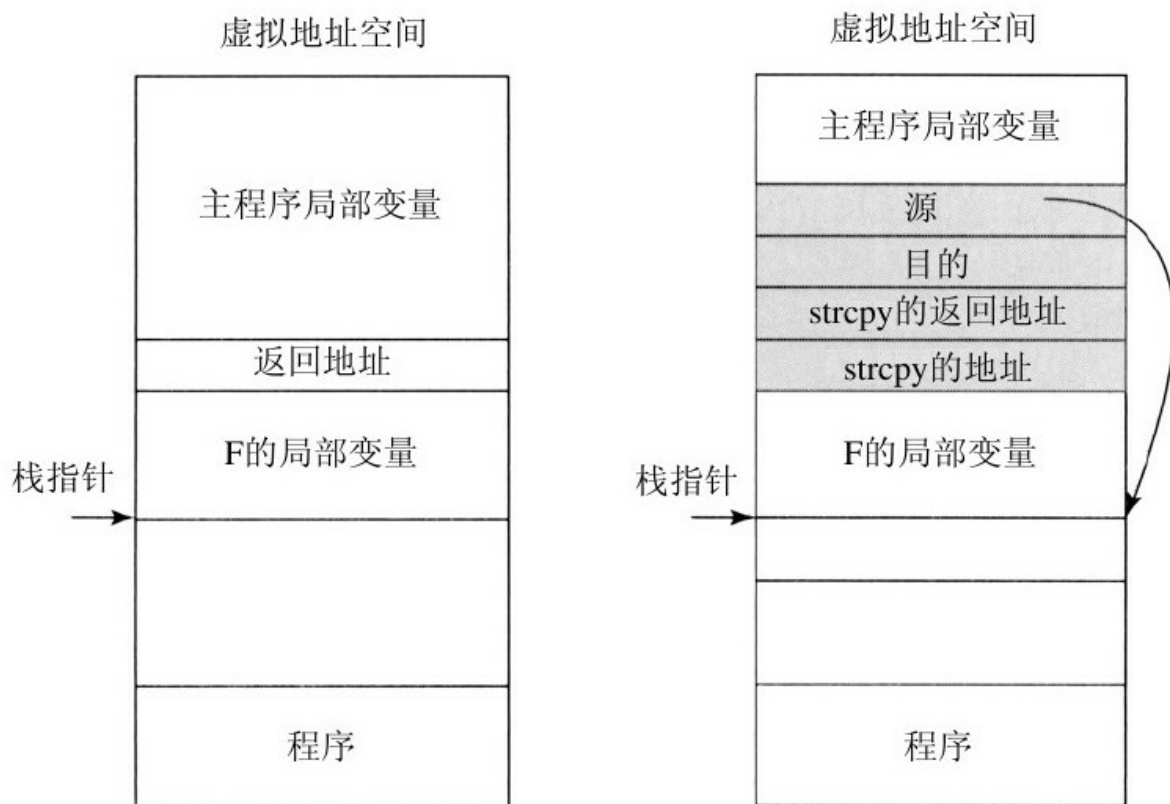 虚拟地址空间
主程序局部变量
返回地址
F的局部变量
栈指针
程序
虚拟地址空间
主程序局部变量
源
目的
strcpy的返回地址
strcpy的地址
F的局部变量
栈指针
程序